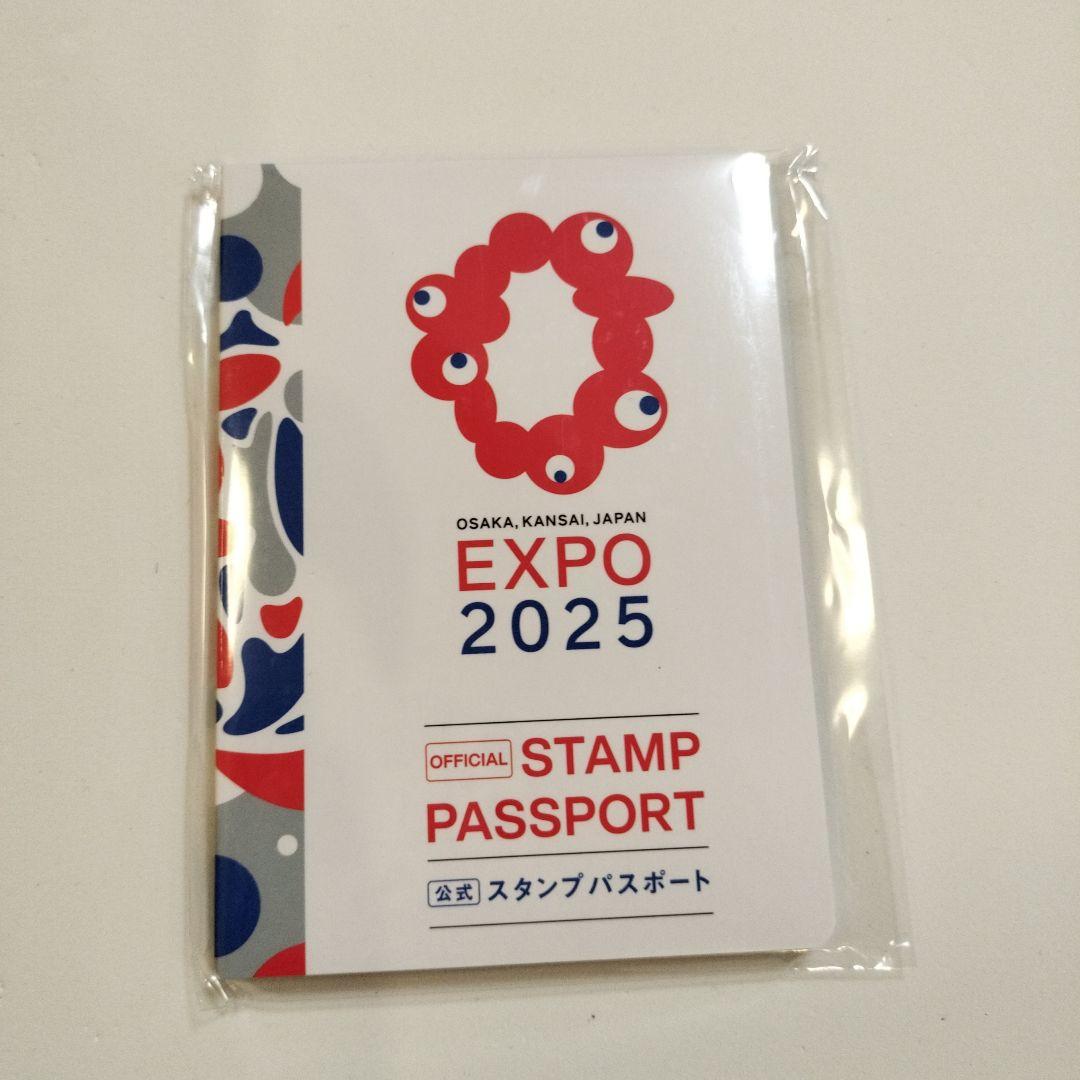 OSAKA, KANSAI, JAPAN
EXPO
2025
OFFICIAL STAMP
PASSPORT
公式 スタンプパスポート